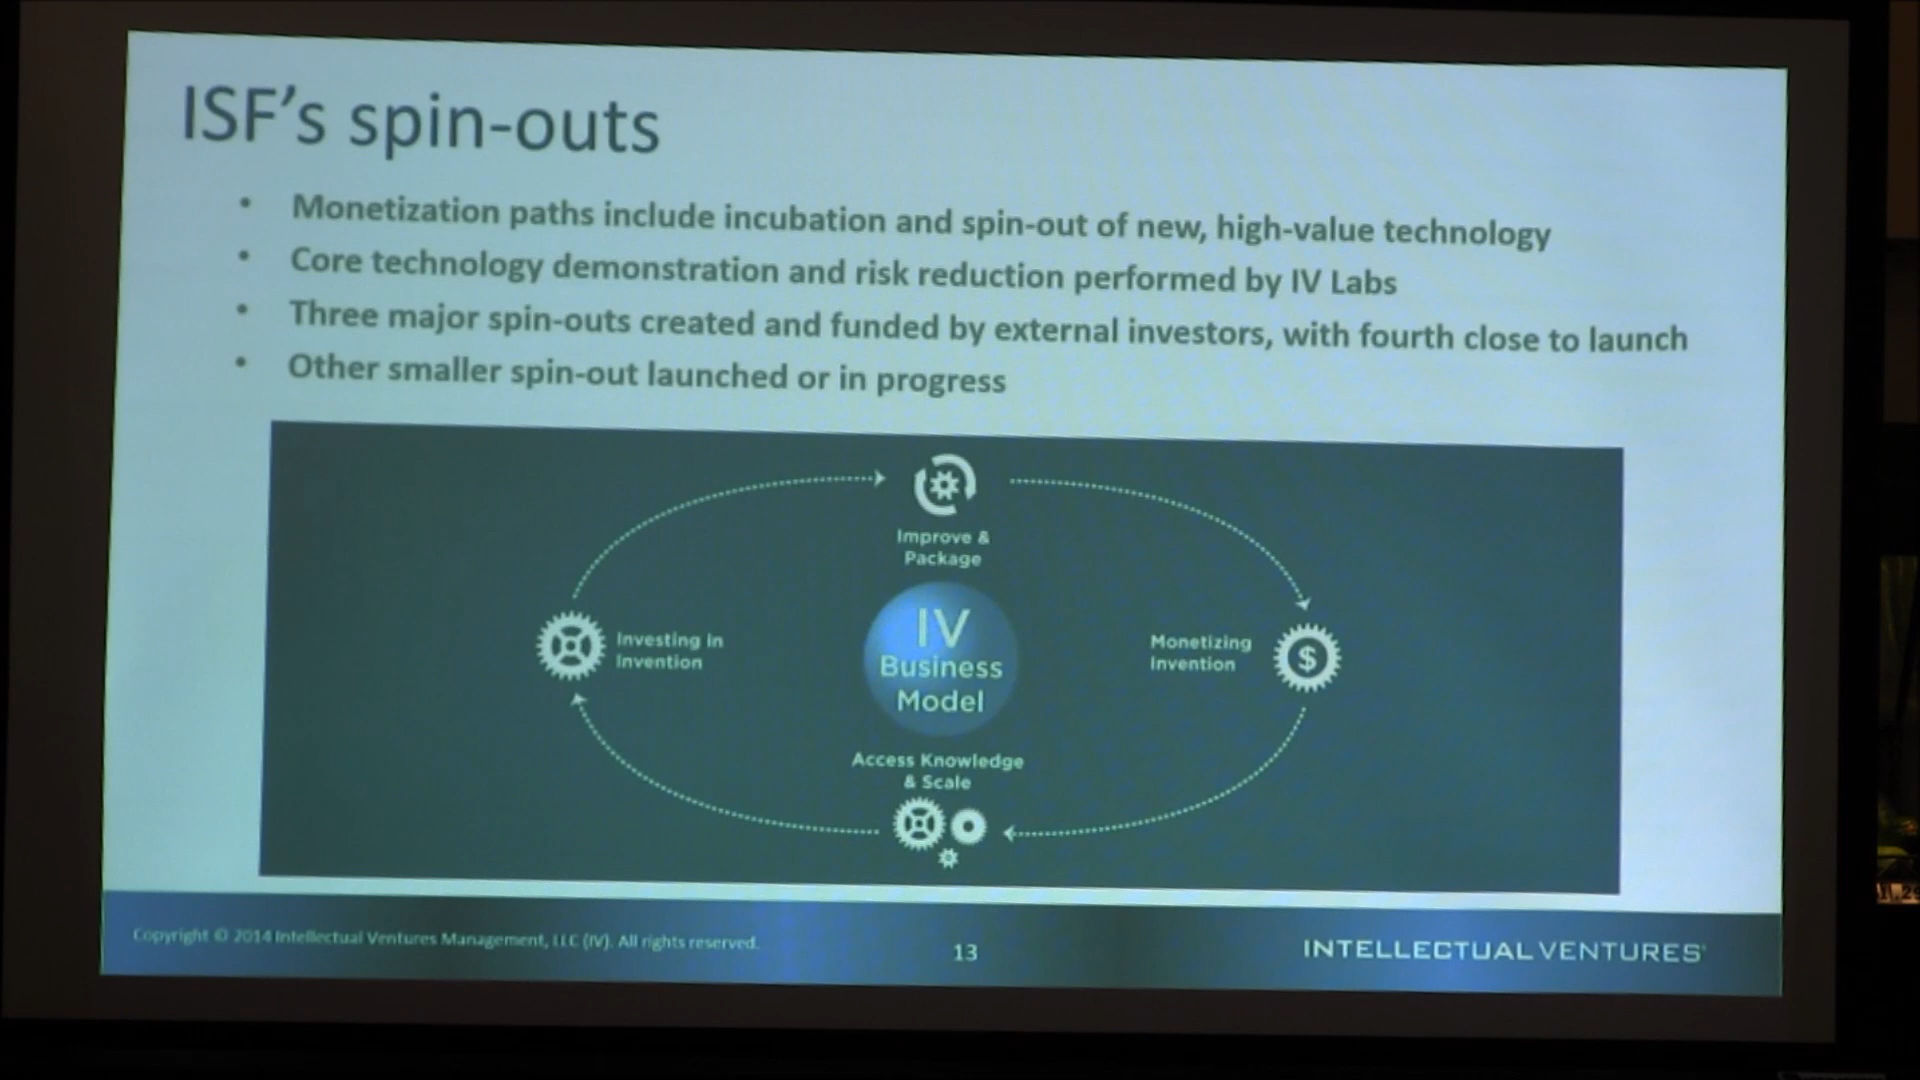 ISF's spin-outs
• Monetization paths include incubation and spin-out of new, high-value technology
• Core technology demonstration and risk reduction performed by IV Labs
• Three major spin-outs created and funded by external investors, with fourth close to launch
• Other smaller spin-out launched or in progress
Improve &
Package
IV
Business
Model
Investing in
Invention
Monetizing
Invention
$
Access Knowledge
& Scale
Copyright © 2014 Intellectual Ventures Management, LLC (IV). All rights reserved.
13
INTELLECTUAL VENTURES®